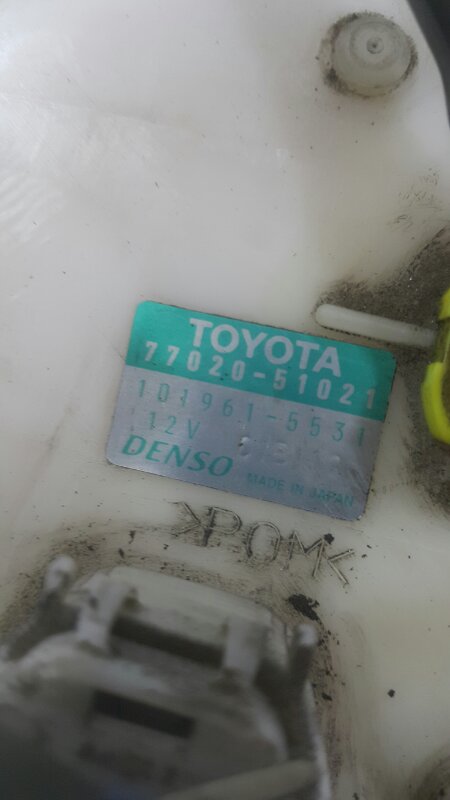 TOYOTA
77020-51021
101961-5531
12V
DENSO MADE IN JAPAN
>POM<